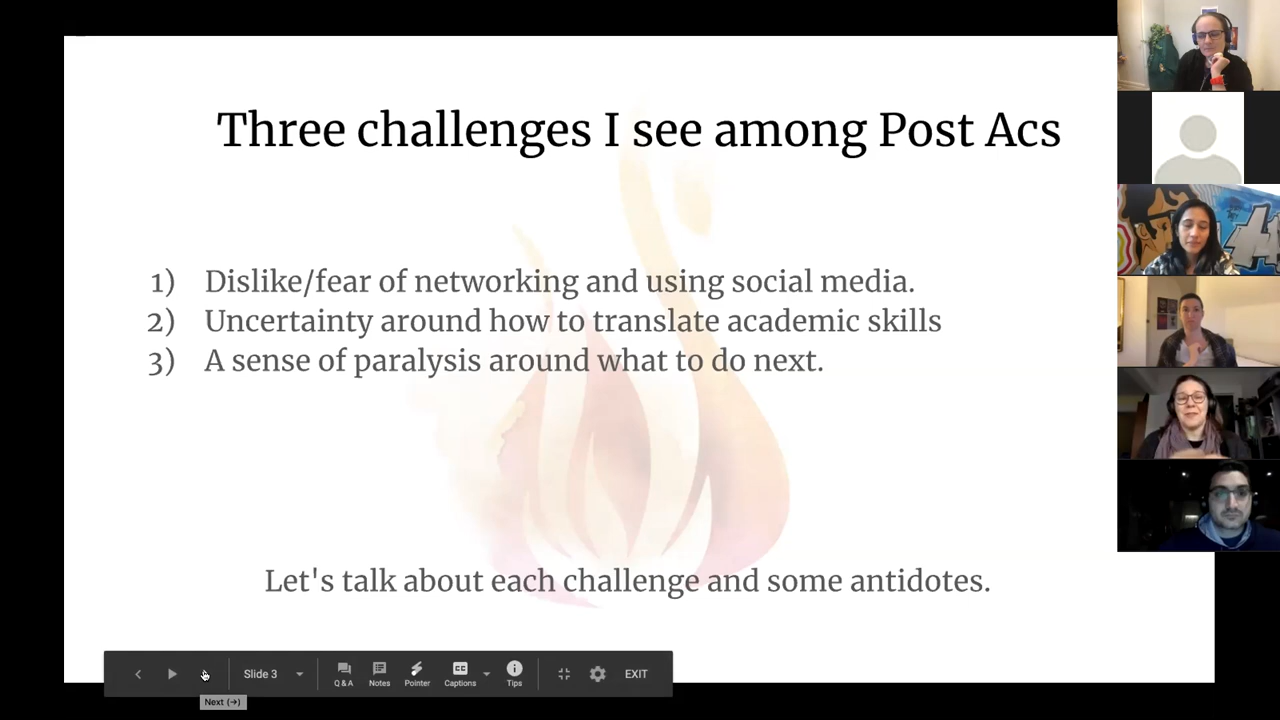 Three challenges I see among Post Acs
1) Dislike/fear of networking and using social media.
2) Uncertainty around how to translate academic skills
3) A sense of paralysis around what to do next.
Let's talk about each challenge and some antidotes.
Slide 3
Q & A
Notes
Pointer
CC
Captions
Tips
EXIT
Next (→)